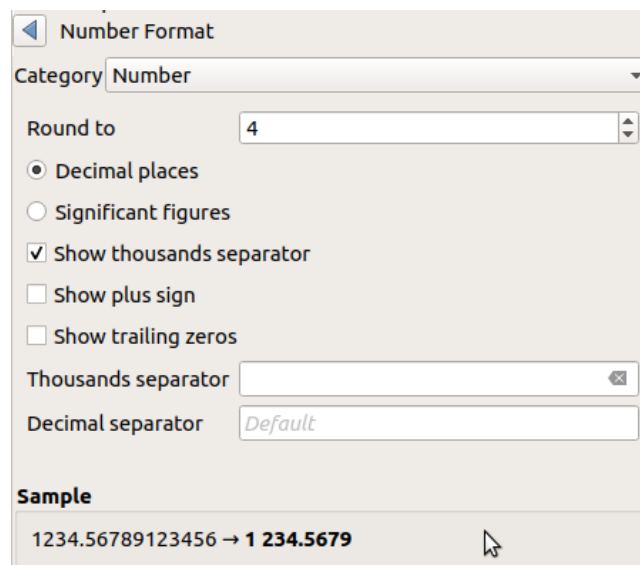 Number Format
Category Number
Round to 4
Decimal places
Significant figures
Show thousands separator
Show plus sign
Show trailing zeros
Thousands separator
Decimal separator Default
Sample
1234.56789123456 → 1 234.5679